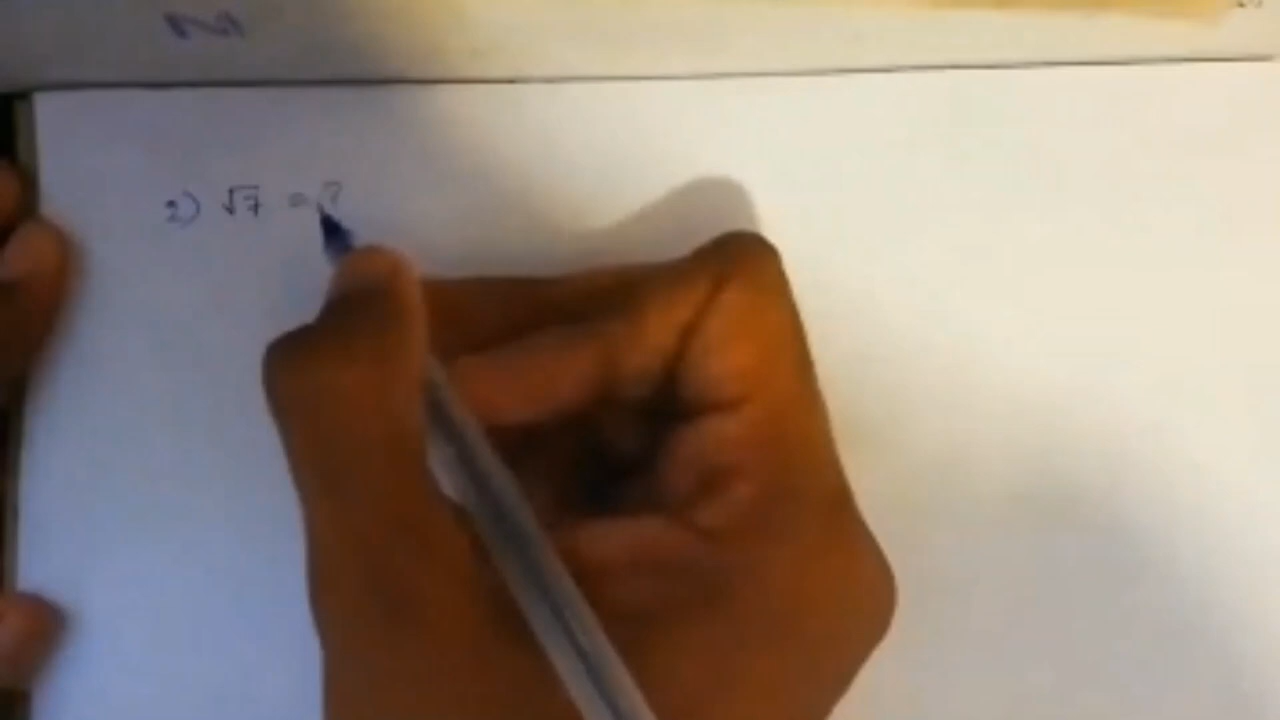 2) √7 = ?